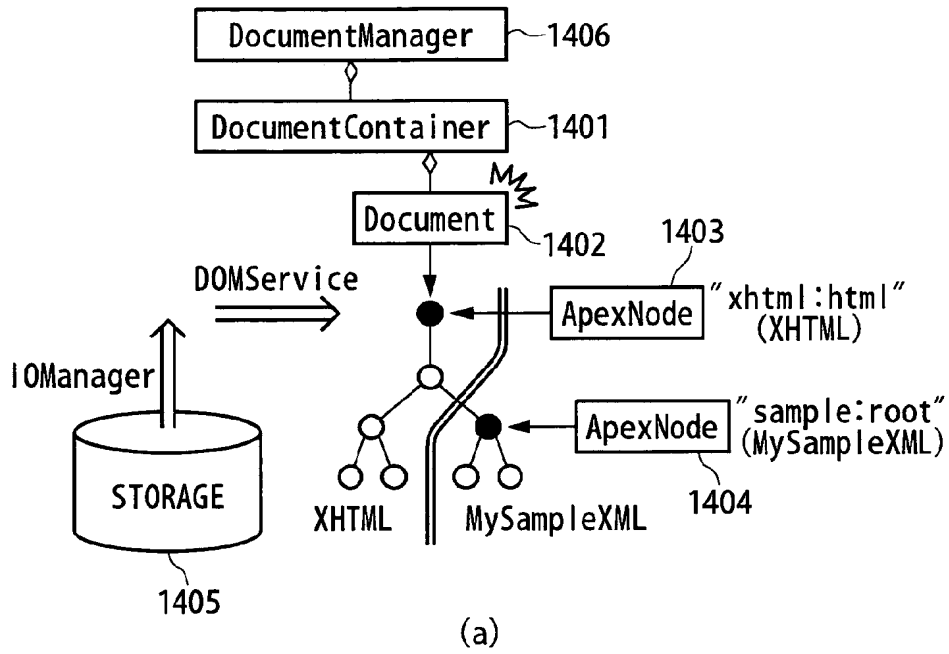 DocumentManager
1406
DocumentContainer
1401
Document
1402
1403
DOMService
ApexNode
"xhtml:html"
(XHTML)
IOManager
ApexNode
"sample:root"
(MySampleXML)
STORAGE
XHTML
MySampleXML
1404
1405
(a)